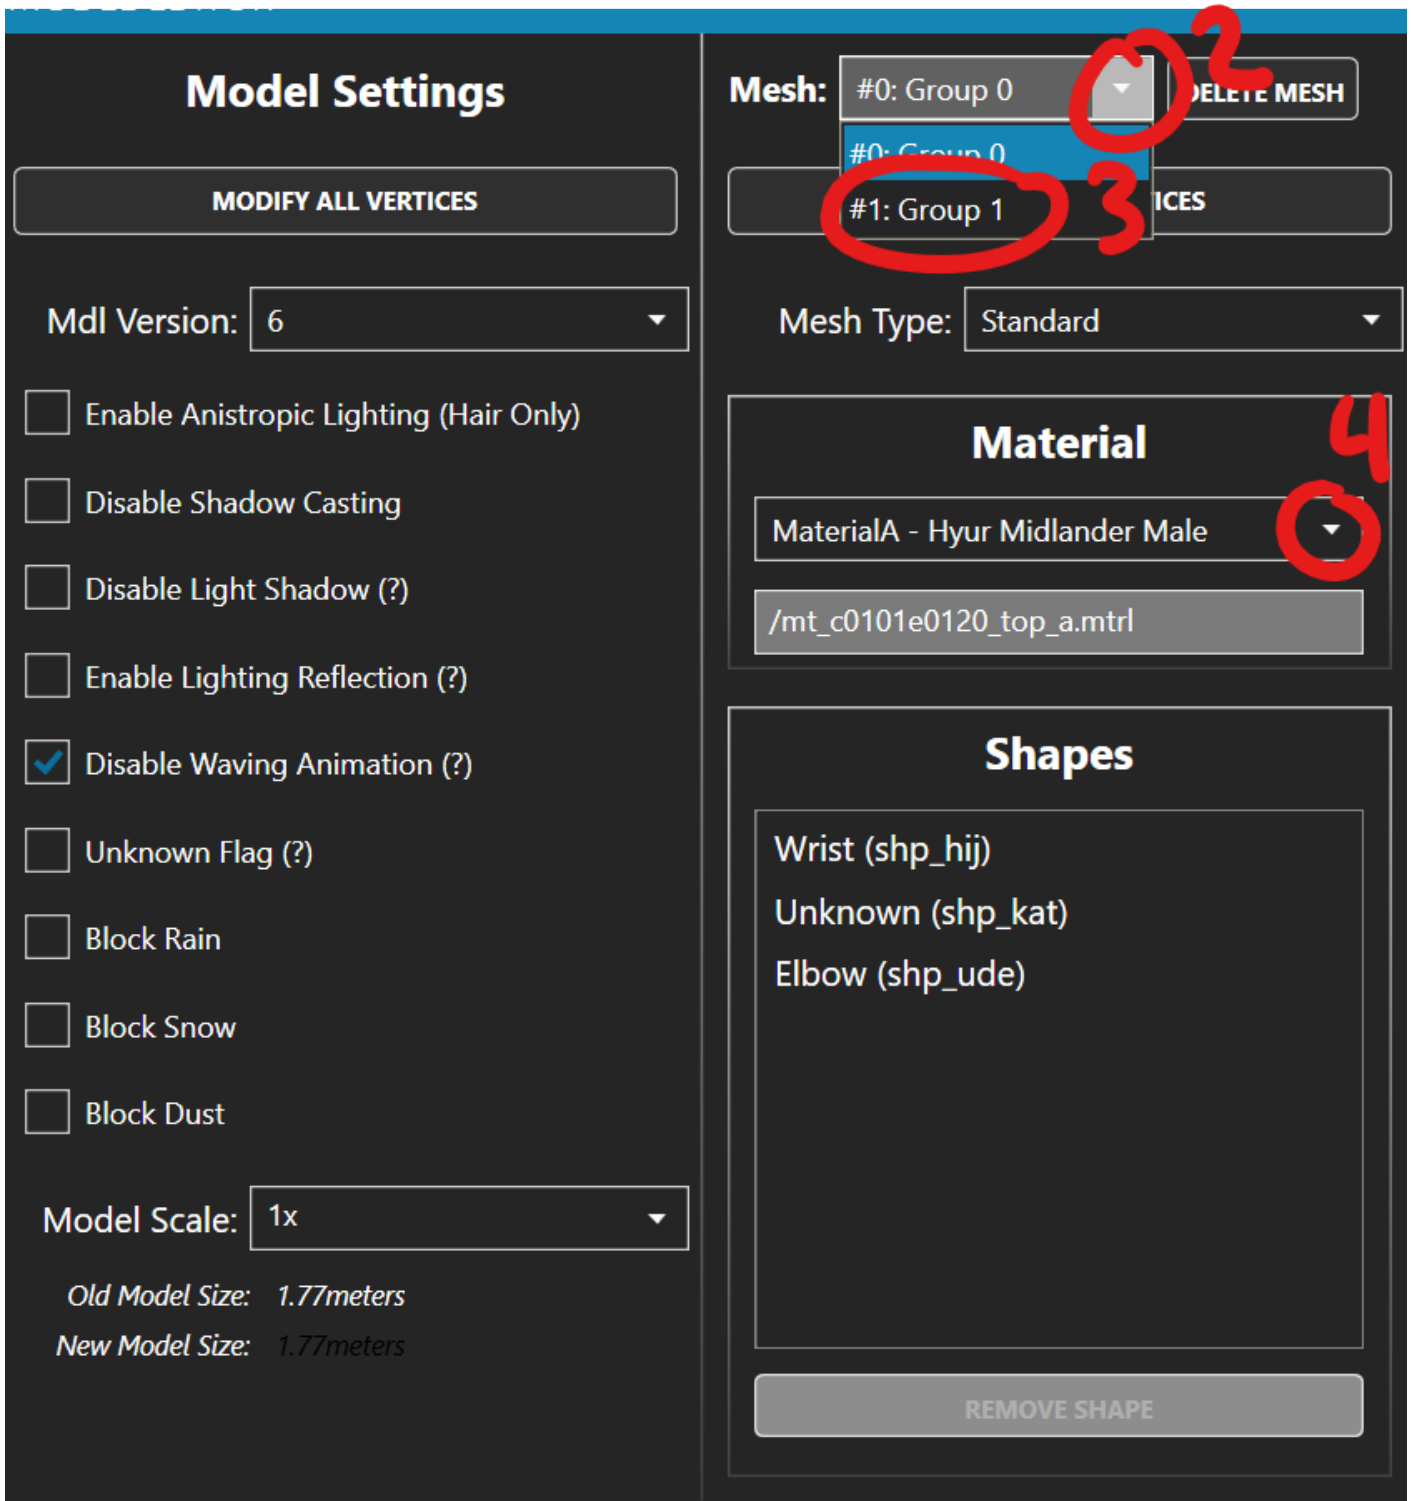 Model Settings
MODIFY ALL VERTICES
Mdl Version: 6
Enable Anistropic Lighting (Hair Only)
Disable Shadow Casting
Disable Light Shadow (?)
Enable Lighting Reflection (?)
Disable Waving Animation (?)
Unknown Flag (?)
Block Rain
Block Snow
Block Dust
Model Scale: 1x
Old Model Size: 1.77meters
New Model Size: 1.77meters
Mesh: #0: Group 0 2 DELETE MESH
#0: Group 0
#1: Group 1 3 ICES
Mesh Type: Standard
Material 4
MaterialA - Hyur Midlander Male
/mt_c0101e0120_top_a.mtrl
Shapes
Wrist (shp_hij)
Unknown (shp_kat)
Elbow (shp_ude)
REMOVE SHAPE